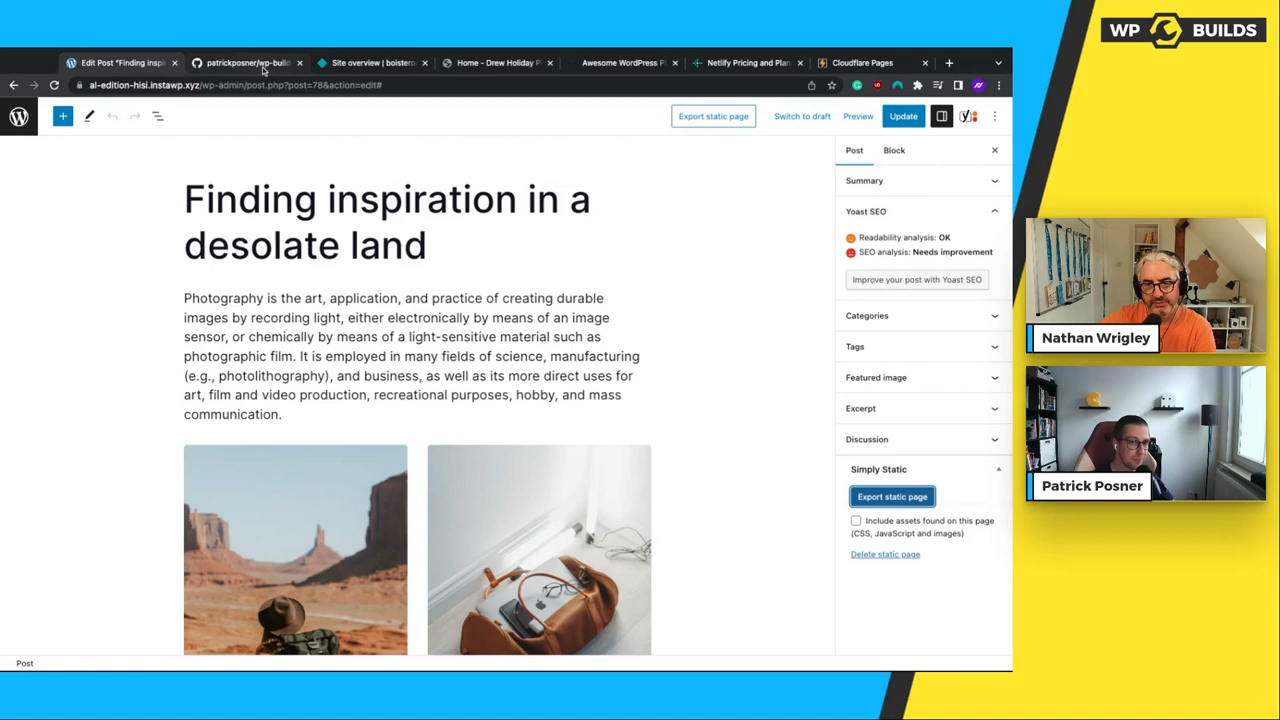 WP BUILDS
Edit Post "Finding inspi
patrickposner/wp-build
Site overview | boistero
Home - Drew Holiday P
Awesome WordPress P
Netlify Pricing and Plan
Cloudflare Pages
al-edition-hisi.instawp.xyz/wp-admin/post.php?post=78&action=edit#
Export static page
Switch to draft
Preview
Update
Post
Block
Finding inspiration in a
desolate land
Photography is the art, application, and practice of creating durable
images by recording light, either electronically by means of an image
sensor, or chemically by means of a light-sensitive material such as
photographic film. It is employed in many fields of science, manufacturing
(e.g., photolithography), and business, as well as its more direct uses for
art, film and video production, recreational purposes, hobby, and mass
communication.
Summary
Yoast SEO
Readability analysis: OK
SEO analysis: Needs improvement
Improve your post with Yoast SEO
Categories
Tags
Featured image
Excerpt
Discussion
Simply Static
Export static page
Include assets found on this page
(CSS, JavaScript and images)
Delete static page
Post
Nathan Wrigley
Patrick Posner